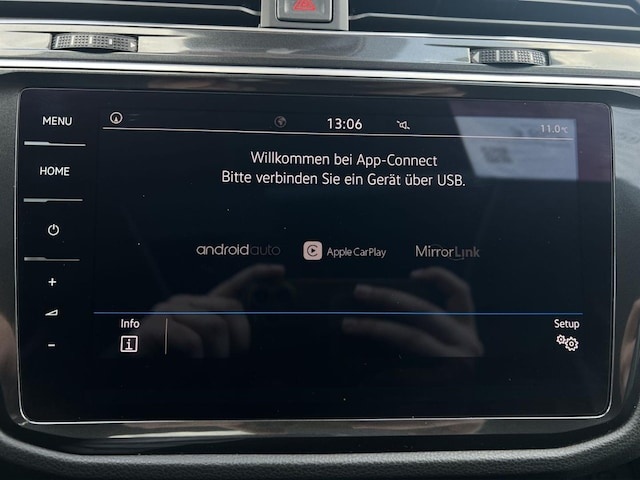 MENU
13:06
11.0°C
HOME
Willkommen bei App-Connect
Bitte verbinden Sie ein Gerät über USB.
androidauto
Apple CarPlay
MirrorLink
+
−
Info
Setup